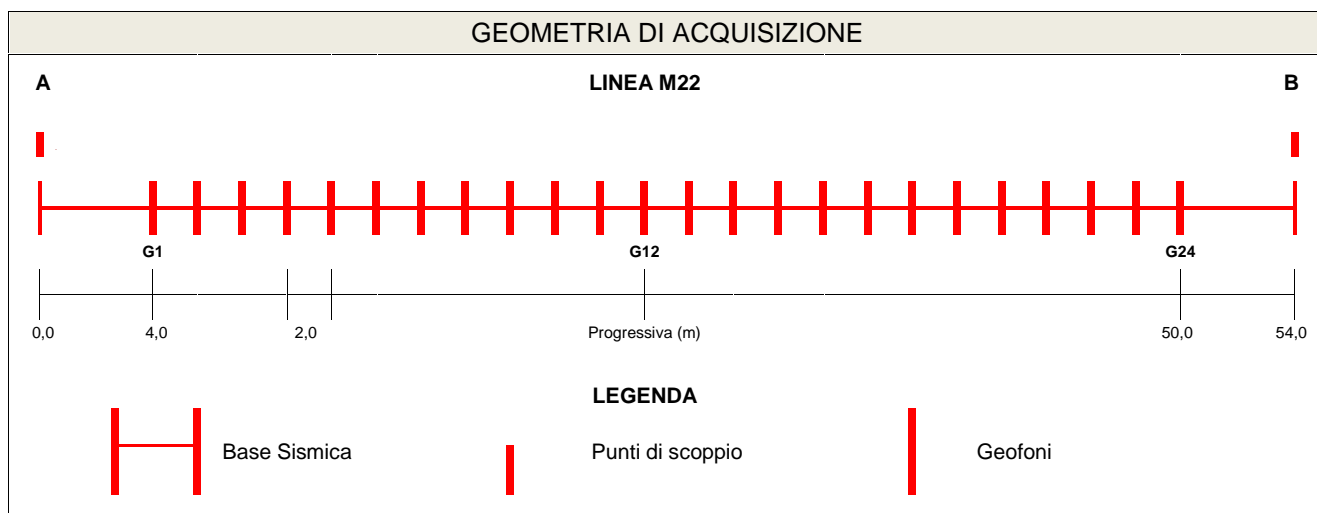 GEOMETRIA DI ACQUISIZIONE
A LINEA M22 B
G1 G12 G24
0,0 4,0 2,0 Progressiva (m) 50,0 54,0
LEGENDA
Base Sismica Punti di scoppio Geofoni